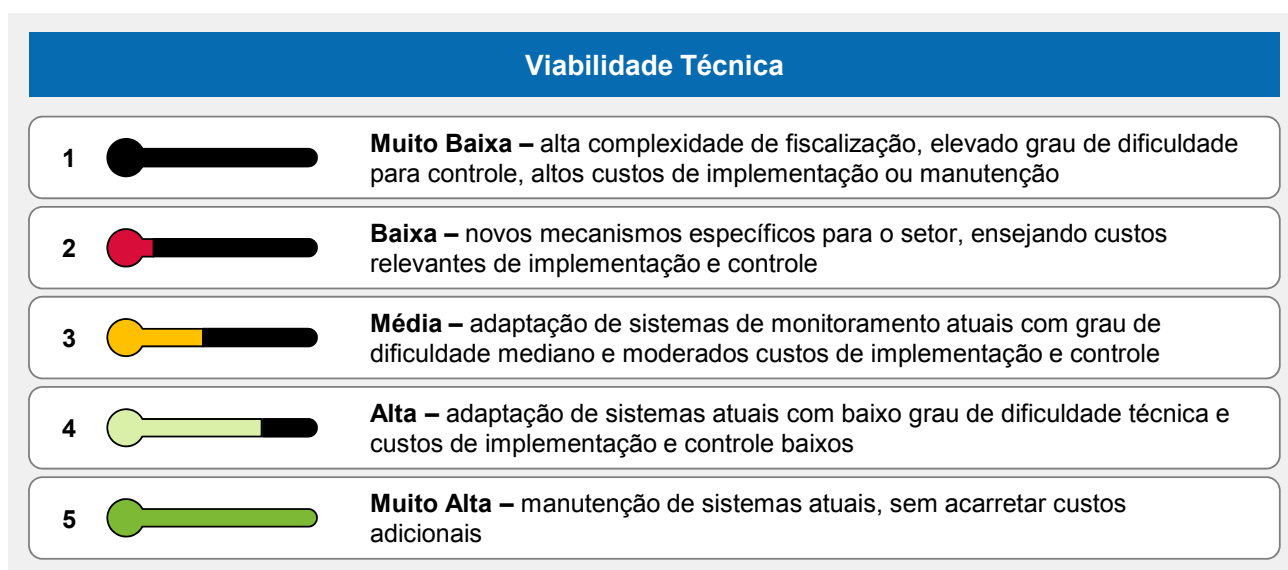 Viabilidade Técnica
1
Muito Baixa – alta complexidade de fiscalização, elevado grau de dificuldade
para controle, altos custos de implementação ou manutenção
2
Baixa – novos mecanismos específicos para o setor, ensejando custos
relevantes de implementação e controle
3
Média – adaptação de sistemas de monitoramento atuais com grau de
dificuldade mediano e moderados custos de implementação e controle
4
Alta – adaptação de sistemas atuais com baixo grau de dificuldade técnica e
custos de implementação e controle baixos
5
Muito Alta – manutenção de sistemas atuais, sem acarretar custos
adicionais